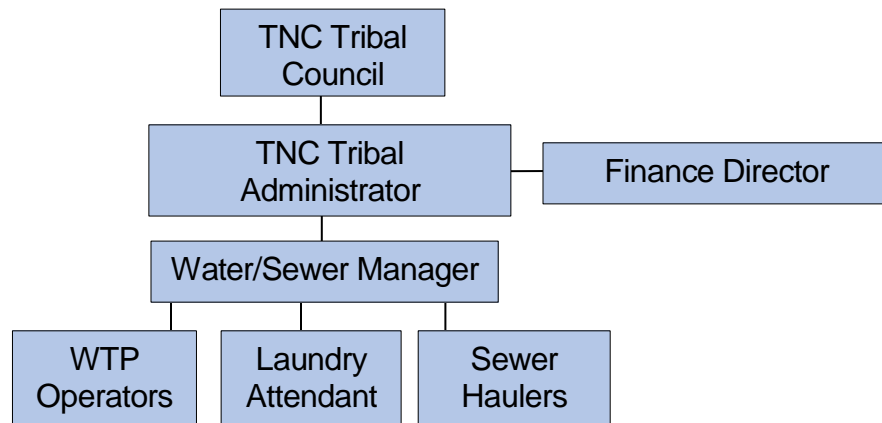 TNC Tribal
Council
TNC Tribal
Administrator
Finance Director
Water/Sewer Manager
WTP
Operators
Laundry
Attendant
Sewer
Haulers